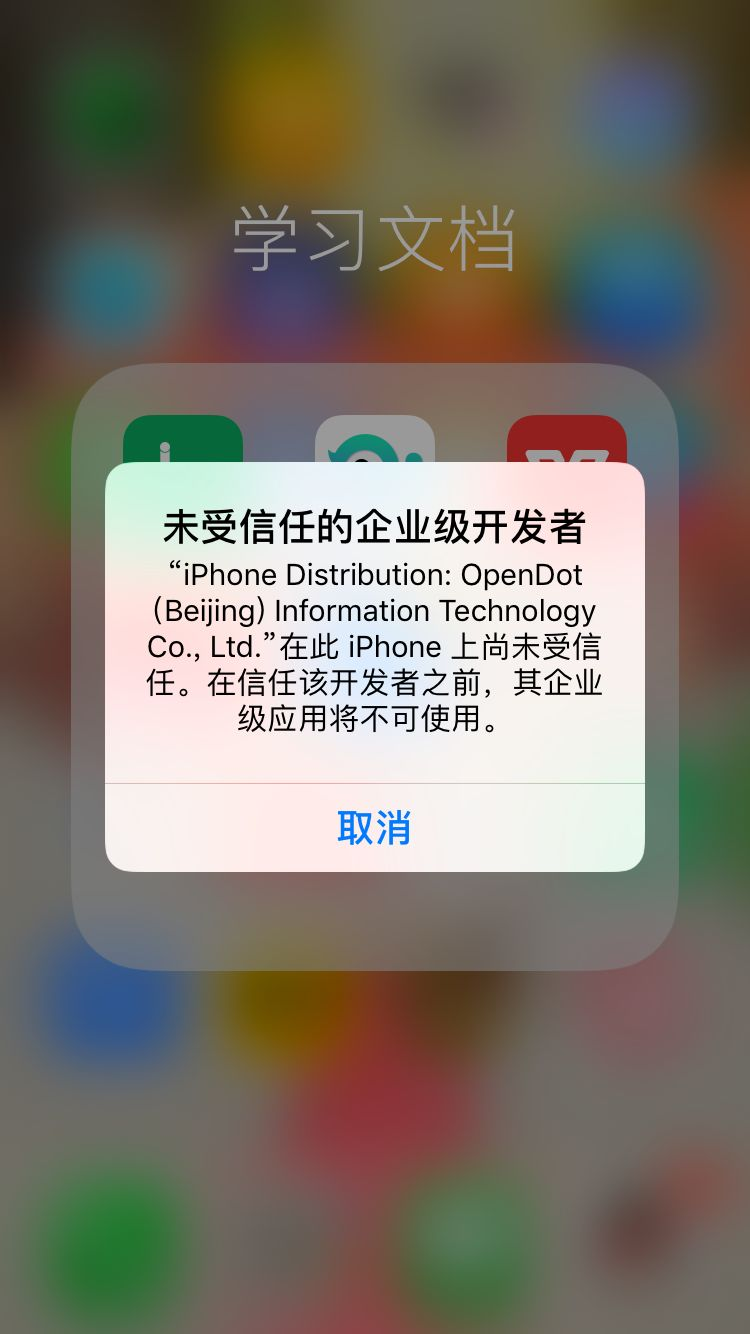 学习文档
未受信任的企业级开发者
“iPhone Distribution: OpenDot
(Beijing) Information Technology
Co., Ltd.”在此 iPhone 上尚未受信
任。在信任该开发者之前，其企业
级应用将不可使用。
取消